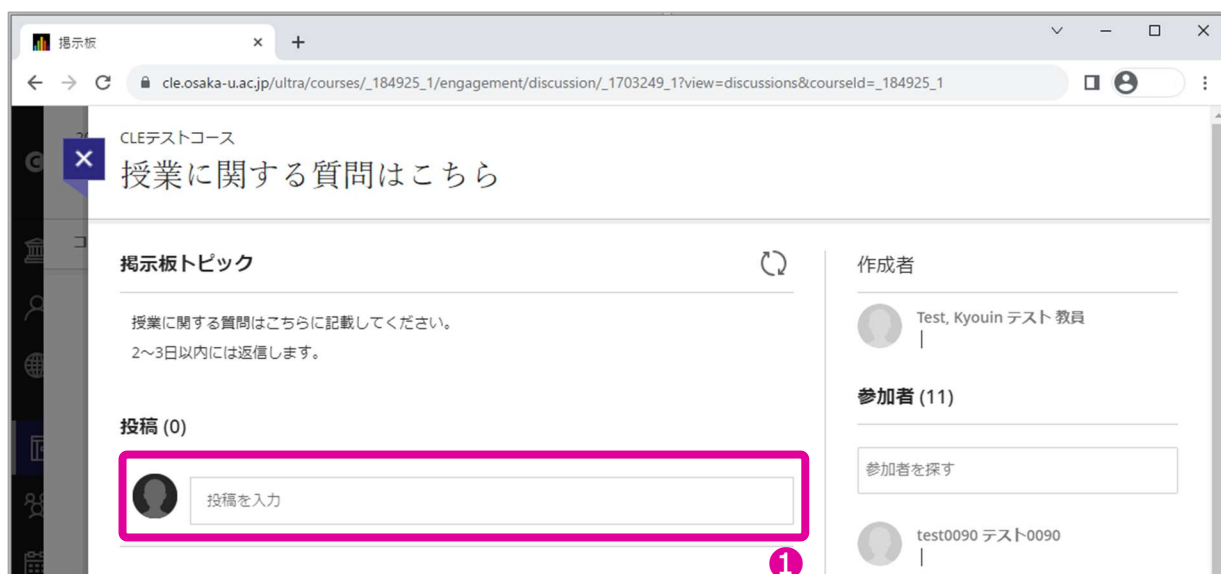 掲示板
cle.osaka-u.ac.jp/ultra/courses/_184925_1/engagement/discussion/_1703249_1?view=discussions&courseId=_184925_1
CLEテストコース
授業に関する質問はこちら
掲示板トピック
授業に関する質問はこちらに記載してください。
2～3日以内には返信します。
投稿 (0)
投稿を入力
1
作成者
Test, Kyouin テスト 教員
参加者 (11)
参加者を探す
test0090 テスト0090